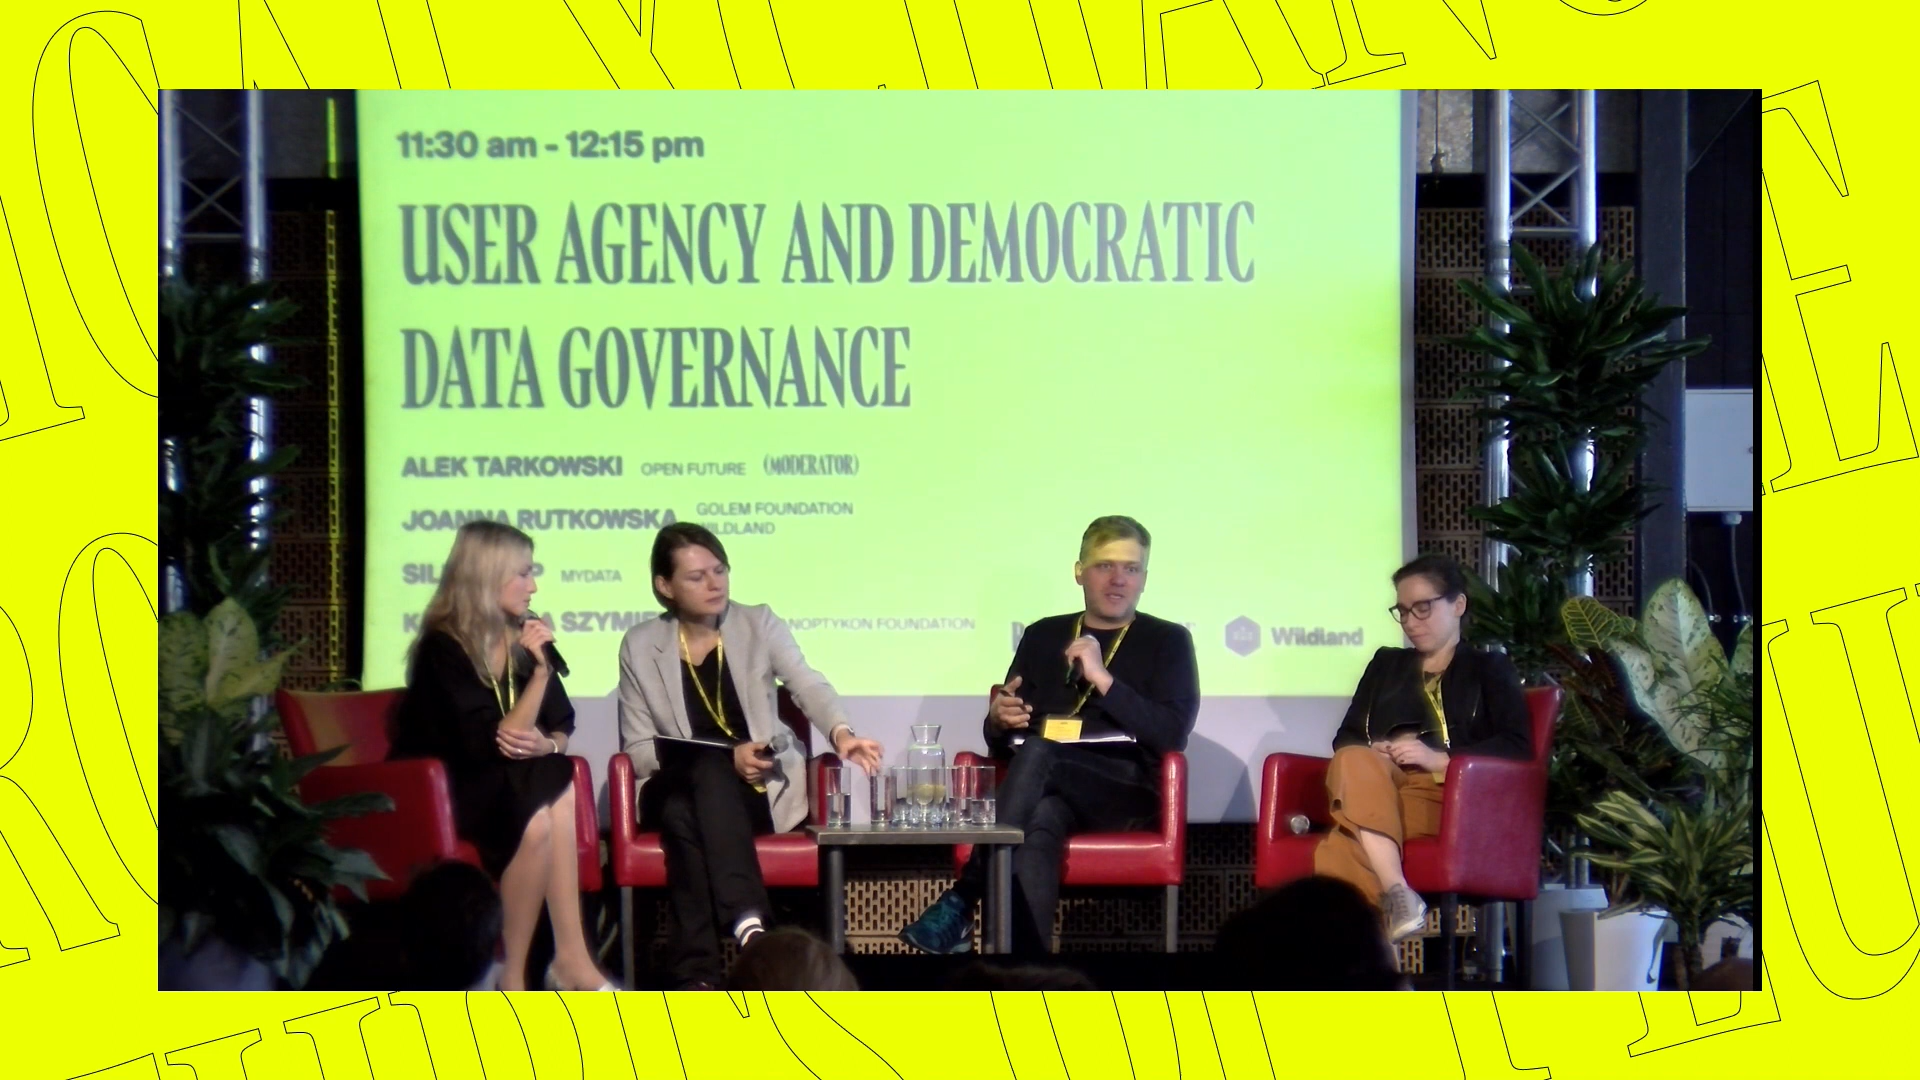 11:30 am - 12:15 pm
USER AGENCY AND DEMOCRATIC
DATA GOVERNANCE
ALEK TARKOWSKI OPEN FUTURE (MODERATOR)
JOANNA RUTKOWSKA GOLEM FOUNDATION
WILDLAND
MYDATA
FOUNDATION
Wildland